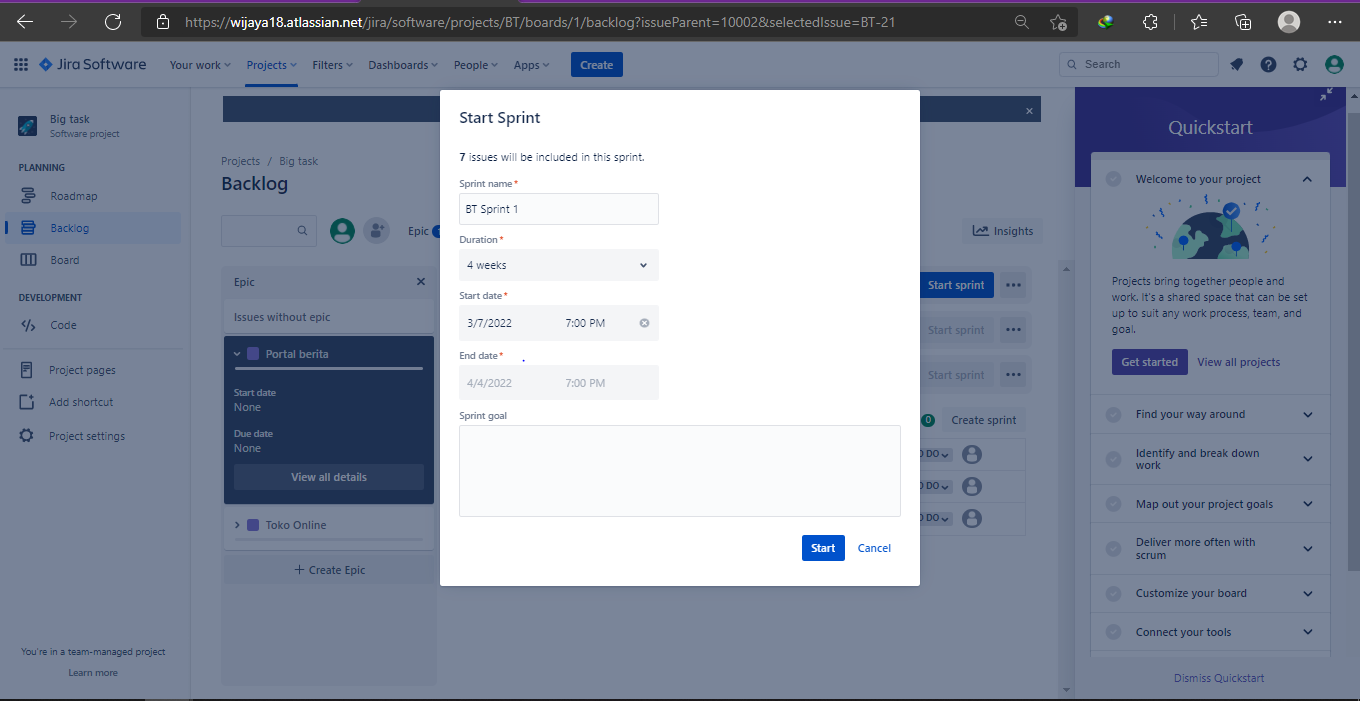 https://wijaya18.atlassian.net/jira/software/projects/BT/boards/1/backlog?issueParent=10002&selectedIssue=BT-21
Jira Software
Your work
Projects
Filters
Dashboards
People
Apps
Create
Search
Big task
Software project
PLANNING
Roadmap
Backlog
Board
DEVELOPMENT
Code
Project pages
Add shortcut
Project settings
You're in a team-managed project
Learn more
Projects / Big task
Backlog
Epic
Insights
Epic
Issues without epic
Portal berita
Start date
None
Due date
None
View all details
Toko Online
+ Create Epic
Start Sprint
7 issues will be included in this sprint.
Sprint name*
BT Sprint 1
Duration*
4 weeks
Start date*
3/7/2022 7:00 PM
End date*
4/4/2022 7:00 PM
Sprint goal
Start
Cancel
Start sprint
Start sprint
Start sprint
0 Create sprint
O DO
O DO
O DO
Quickstart
Welcome to your project
Projects bring together people and
work. It's a shared space that can be set
up to suit any work process, team, and
goal.
Get started
View all projects
Find your way around
Identify and break down
work
Map out your project goals
Deliver more often with
scrum
Customize your board
Connect your tools
Dismiss Quickstart